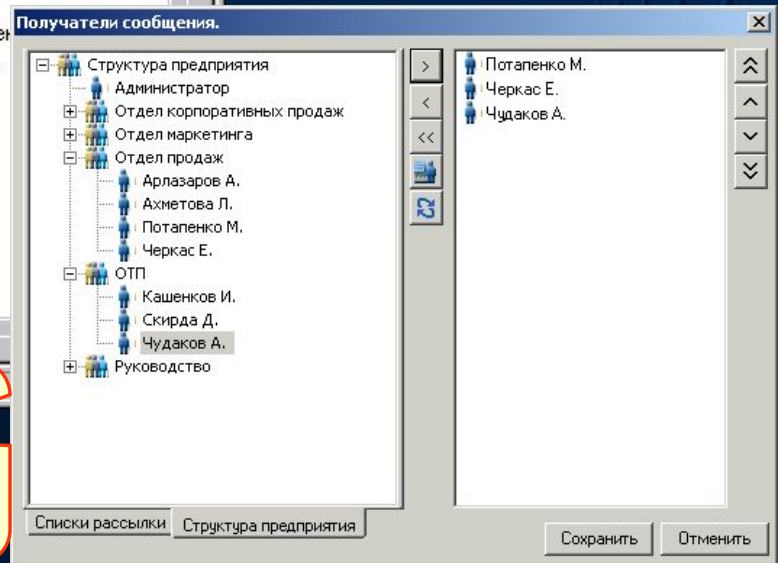 Получатели сообщения.
Структура предприятия
Администратор
Отдел корпоративных продаж
Отдел маркетинга
Отдел продаж
Арлазаров А.
Ахметова Л.
Потапенко М.
Черкас Е.
ОТП
Кашенков И.
Скирда Д.
Чудаков А.
Руководство
Потапенко М.
Черкас Е.
Чудаков А.
Списки рассылки
Структура предприятия
Сохранить
Отменить